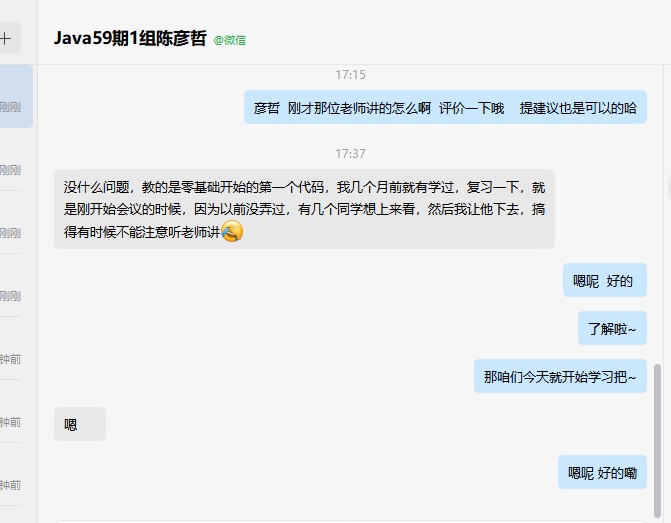 Java59期1组陈彦哲 @微信
17:15
刚刚
彦哲 刚才那位老师讲的怎么啊 评价一下哦 提建议也是可以的哈
17:37
刚刚
没什么问题，教的是零基础开始的第一个代码，我几个月前就有学过，复习一下，就
是刚开始会议的时候，因为以前没弄过，有几个同学想上来看，然后我让他下去，搞
刚刚
得有时候不能注意听老师讲
嗯呢 好的
刚刚
了解啦~
钟前
那咱们今天就开始学习把~
钟前
嗯
嗯呢 好的嘞
钟前